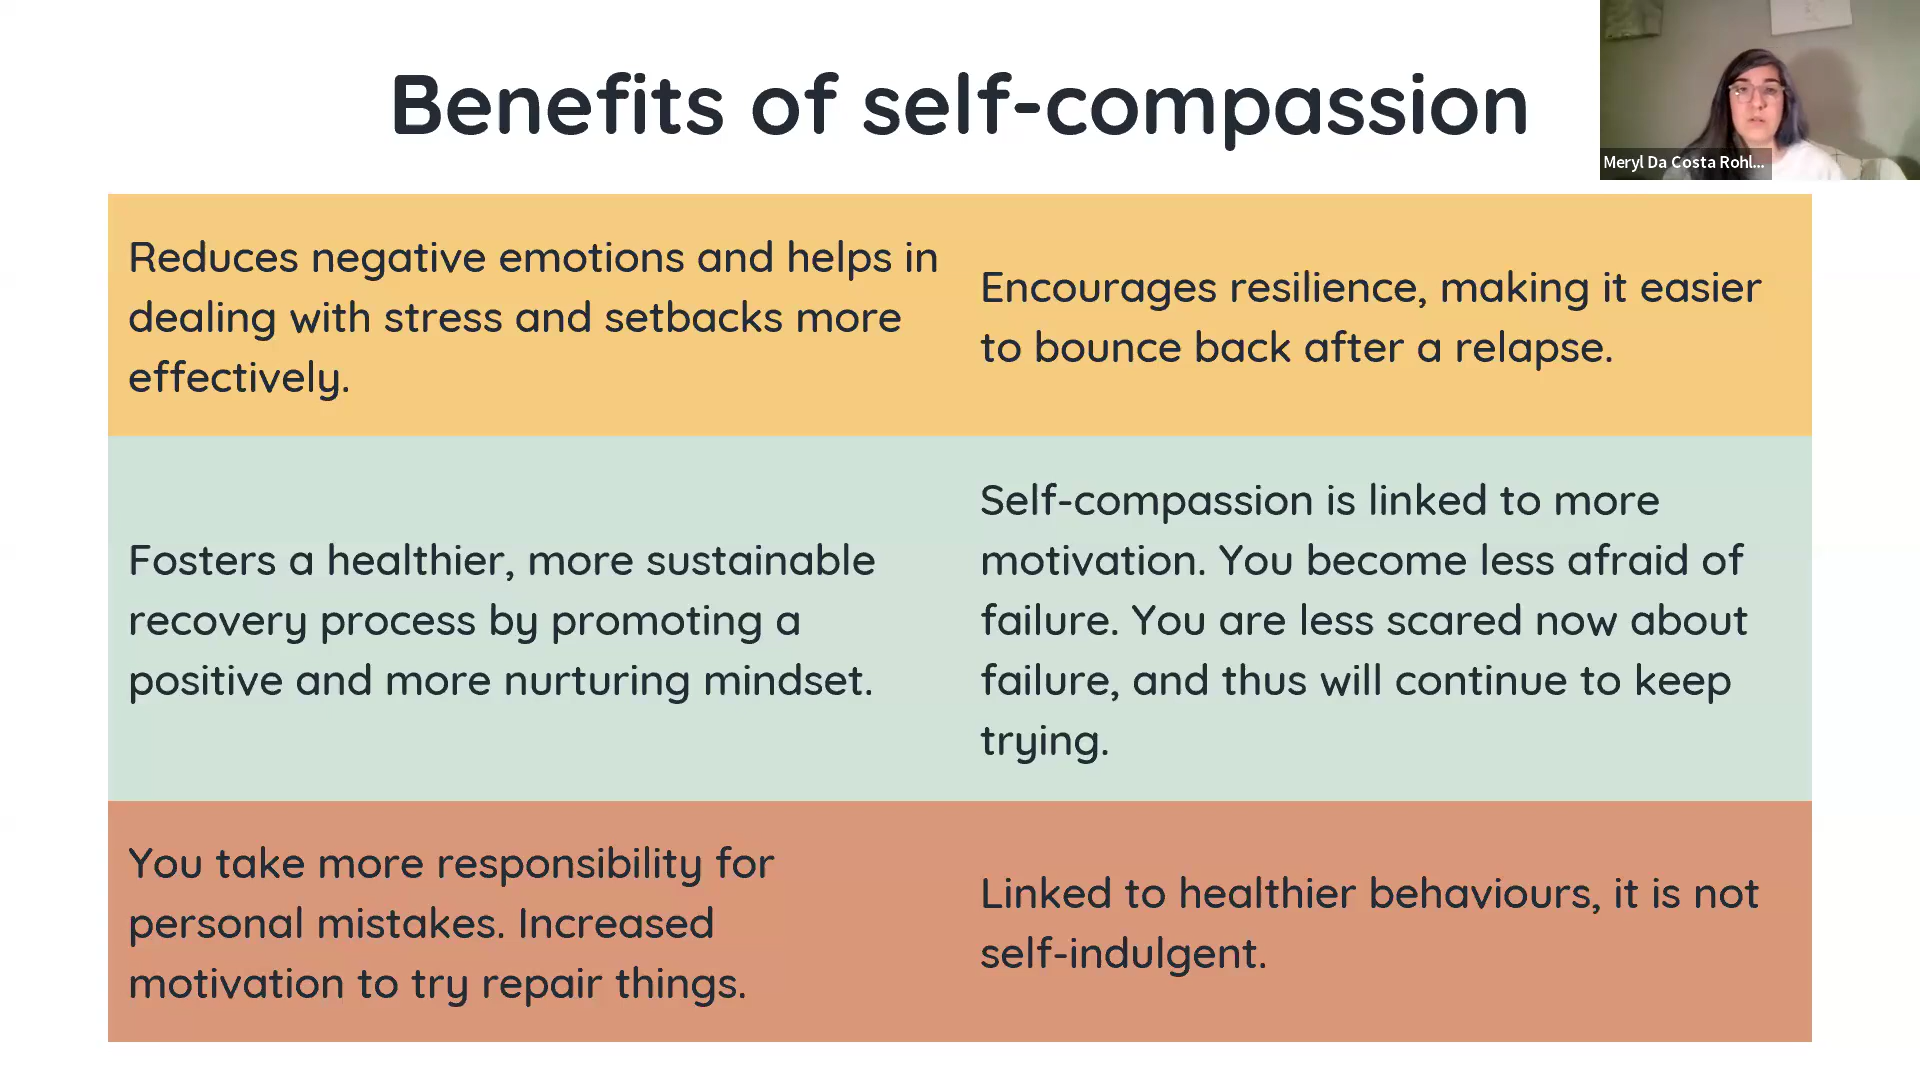 Benefits of self-compassion
Meryl Da Costa Rohl...
Reduces negative emotions and helps in
dealing with stress and setbacks more
effectively.
Encourages resilience, making it easier
to bounce back after a relapse.
Fosters a healthier, more sustainable
recovery process by promoting a
positive and more nurturing mindset.
Self-compassion is linked to more
motivation. You become less afraid of
failure. You are less scared now about
failure, and thus will continue to keep
trying.
You take more responsibility for
personal mistakes. Increased
motivation to try repair things.
Linked to healthier behaviours, it is not
self-indulgent.